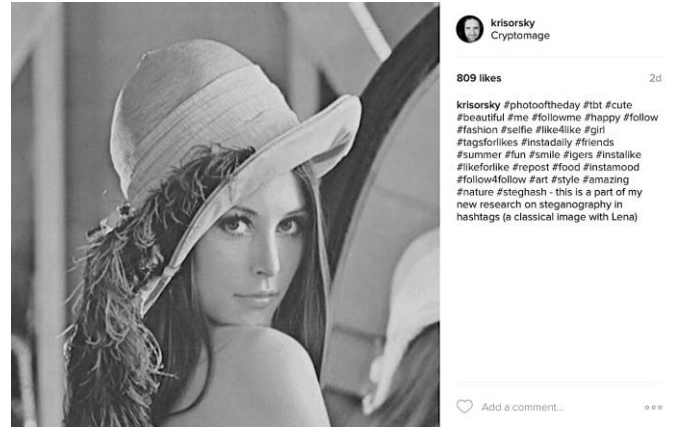 krisorsky
Cryptomage
809 likes 2d
krisorsky #photooftheday #tbt #cute
#beautiful #me #followme #happy #follow
#fashion #selfie #like4like #girl
#tagsforlikes #instadaily #friends
#summer #fun #smile #igers #instalike
#likeforlike #repost #food #instamood
#follow4follow #art #style #amazing
#nature #steghash - this is a part of my
new research on steganography in
hashtags (a classical image with Lena)
Add a comment...